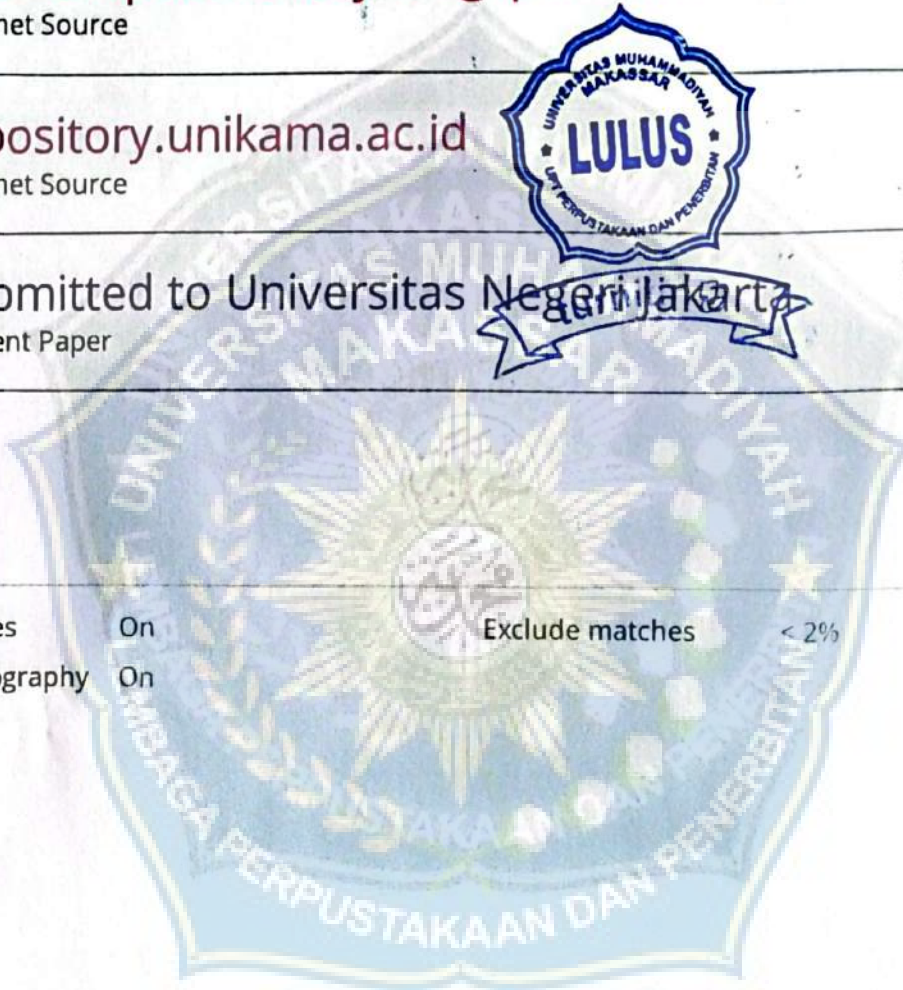 net Source
ository.unikama.ac.id
net Source
UNIVERSITAS MUHAMMADIYAH
MAKASSAR
LULUS
UPT PERPUSTAKAAN DAN PENERBITAN
omitted to Universitas Negeri Jakarta
ent Paper
UNIVERSITAS MUHAMMADIYAH
MAKASSAR
es On Exclude matches < 2%
ography On
LEMBAGA PERPUSTAKAAN DAN PENERBITAN